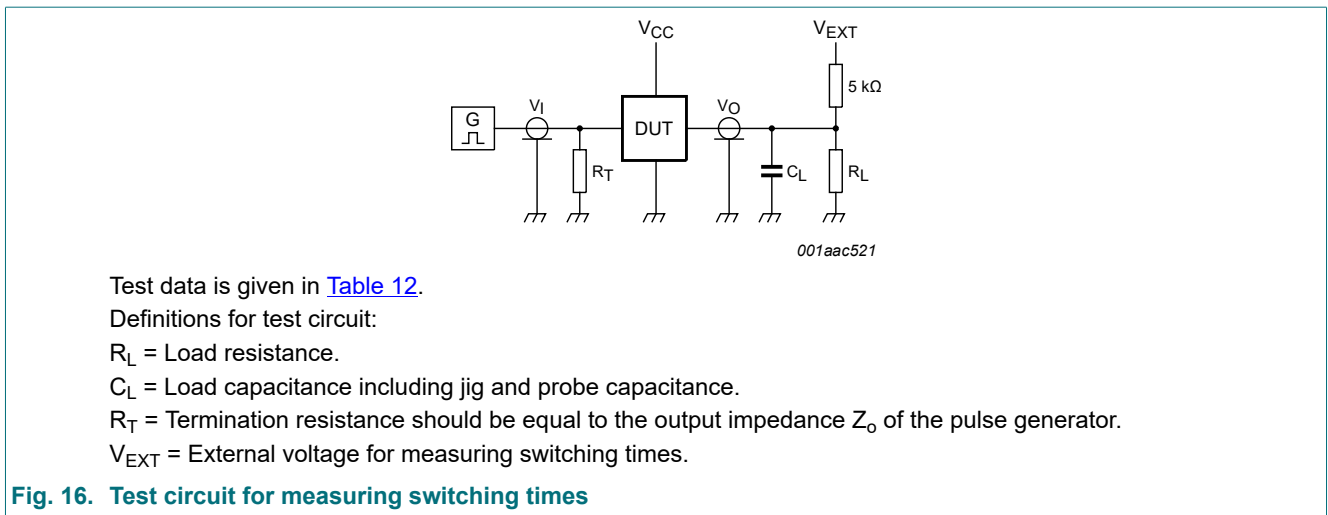 VCC
VEXT
5 kΩ
G
VI
DUT
VO
RT
CL
RL
001aac521
Test data is given in Table 12.
Definitions for test circuit:
RL = Load resistance.
CL = Load capacitance including jig and probe capacitance.
RT = Termination resistance should be equal to the output impedance Zo of the pulse generator.
VEXT = External voltage for measuring switching times.
Fig. 16. Test circuit for measuring switching times